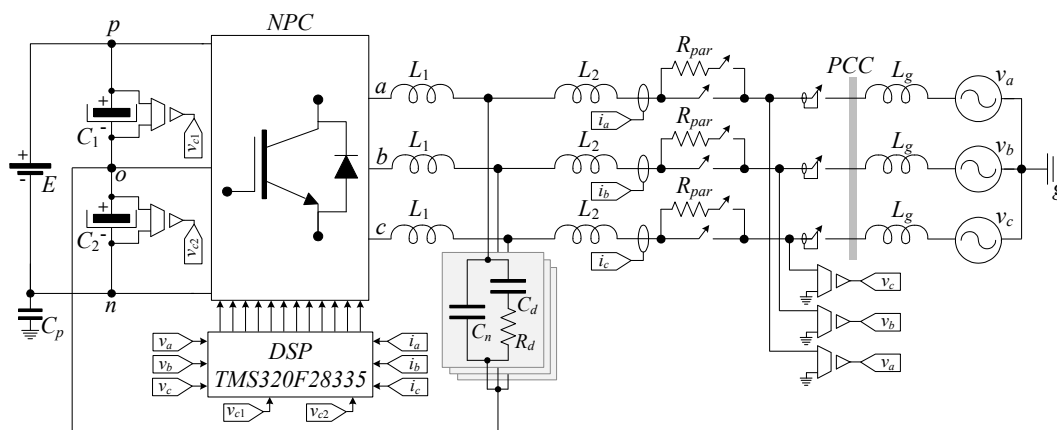 p
NPC
a
L1
L2
Rpar
PCC
Lg
va
+
C1
-
vc1
ia
+
-
E
o
b
L1
L2
Rpar
Lg
vb
g
+
C2
-
vc2
ib
Rpar
c
L1
L2
Lg
vc
ic
n
Cp
Cn
Cd
Rd
vc
vb
va
va
vb
vc
DSP
TMS320F28335
ia
ib
ic
vc1
vc2